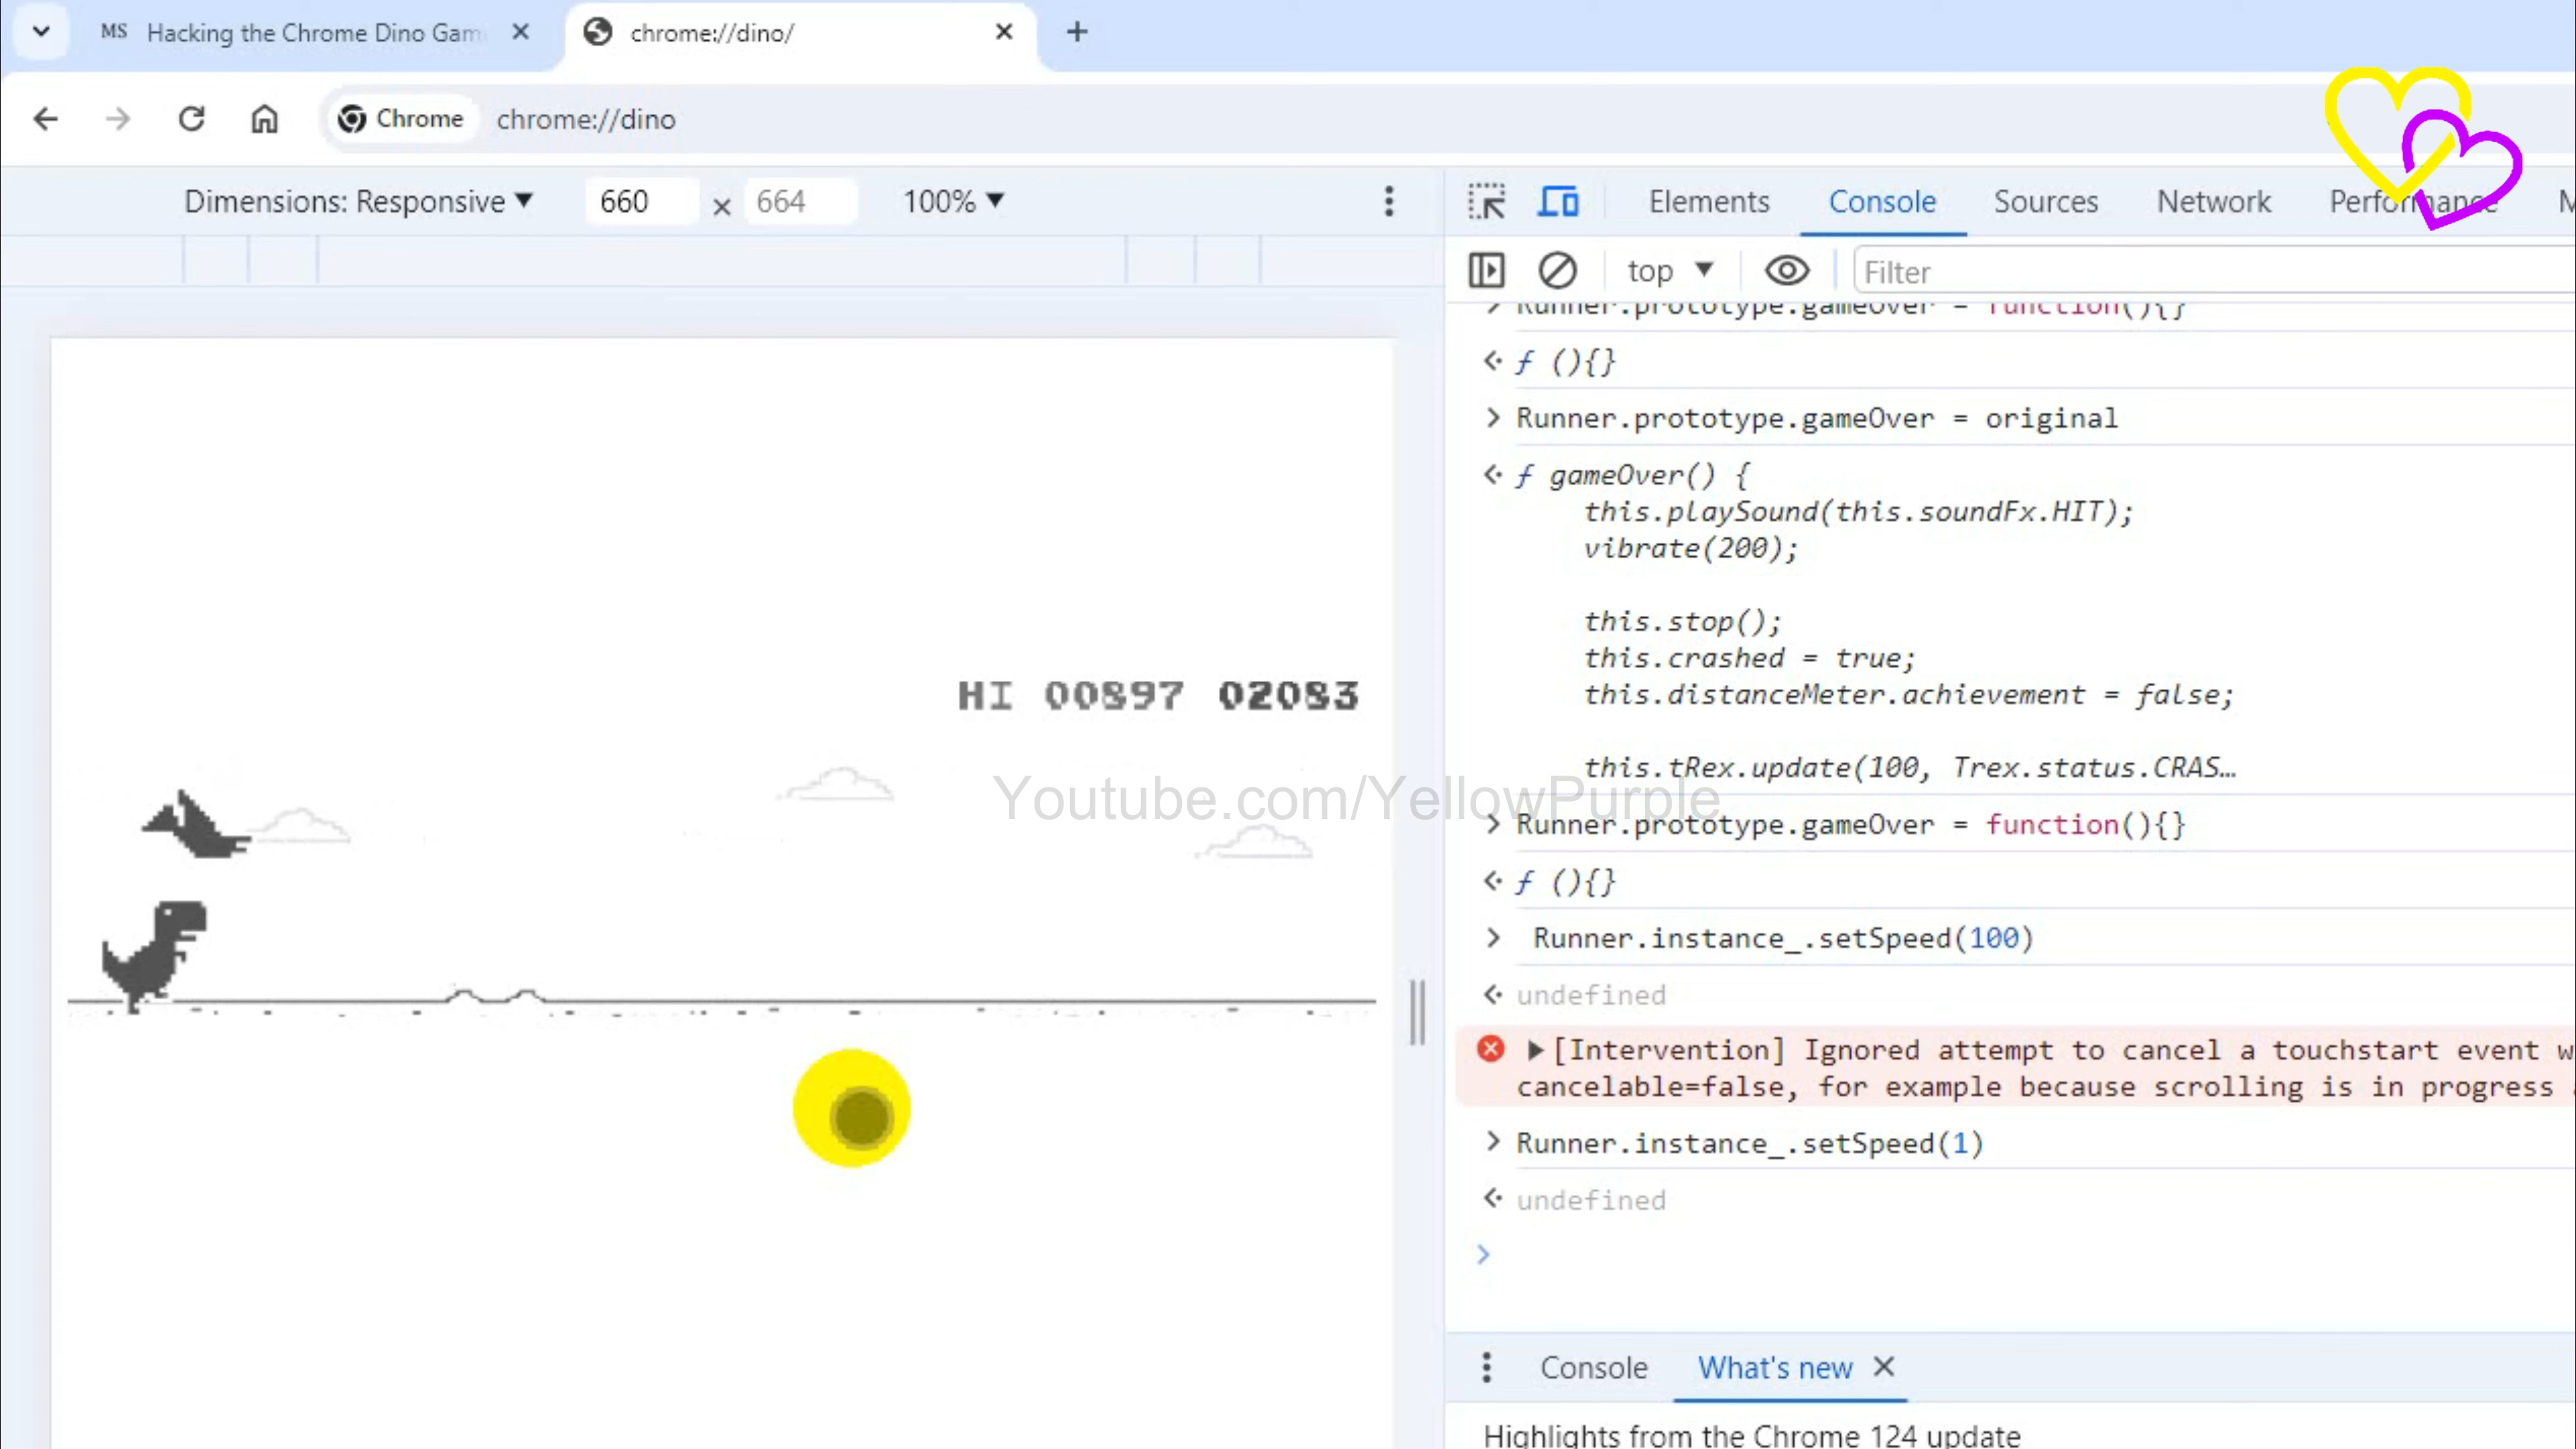 MS Hacking the Chrome Dino Gam
chrome://dino/
Chrome chrome://dino
Dimensions: Responsive 660 × 664 100%
Elements Console Sources Network Performance M
top Filter
Runner.prototype.gameOver = function(){}
ƒ (){}
Runner.prototype.gameOver = original
ƒ gameOver() {
this.playSound(this.soundFx.HIT);
vibrate(200);
this.stop();
this.crashed = true;
this.distanceMeter.achievement = false;
this.tRex.update(100, Trex.status.CRAS…
Runner.prototype.gameOver = function(){}
ƒ (){}
Runner.instance_.setSpeed(100)
undefined
[Intervention] Ignored attempt to cancel a touchstart event w
cancelable=false, for example because scrolling is in progress
Runner.instance_.setSpeed(1)
undefined
HI 00897 02083
Youtube.com/YellowPurple
Console What's new
Highlights from the Chrome 124 update